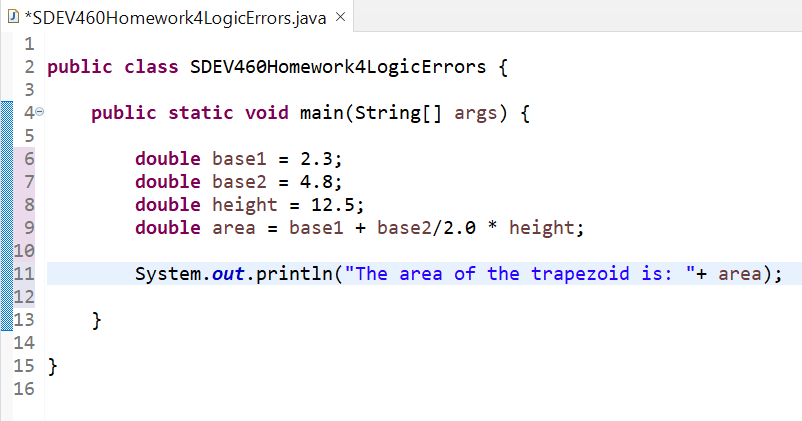 *SDEV460Homework4LogicErrors.java ×
1
2 public class SDEV460Homework4LogicErrors {
3
4 public static void main(String[] args) {
5
6 double base1 = 2.3;
7 double base2 = 4.8;
8 double height = 12.5;
9 double area = base1 + base2/2.0 * height;
10
11 System.out.println("The area of the trapezoid is: "+ area);
12
13 }
14
15 }
16